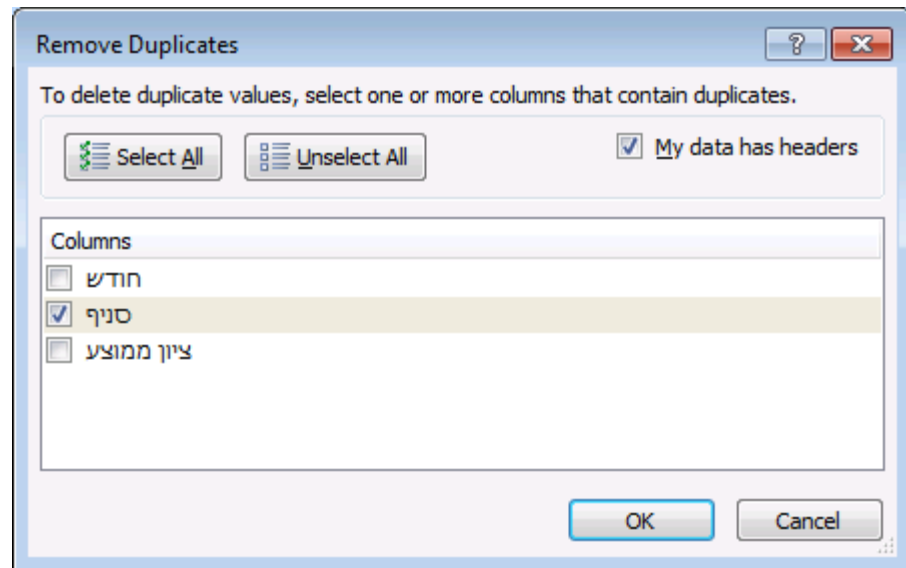 Remove Duplicates
To delete duplicate values, select one or more columns that contain duplicates.
Select All
Unselect All
My data has headers
Columns
חודש
סניף
ציון ממוצע
OK
Cancel